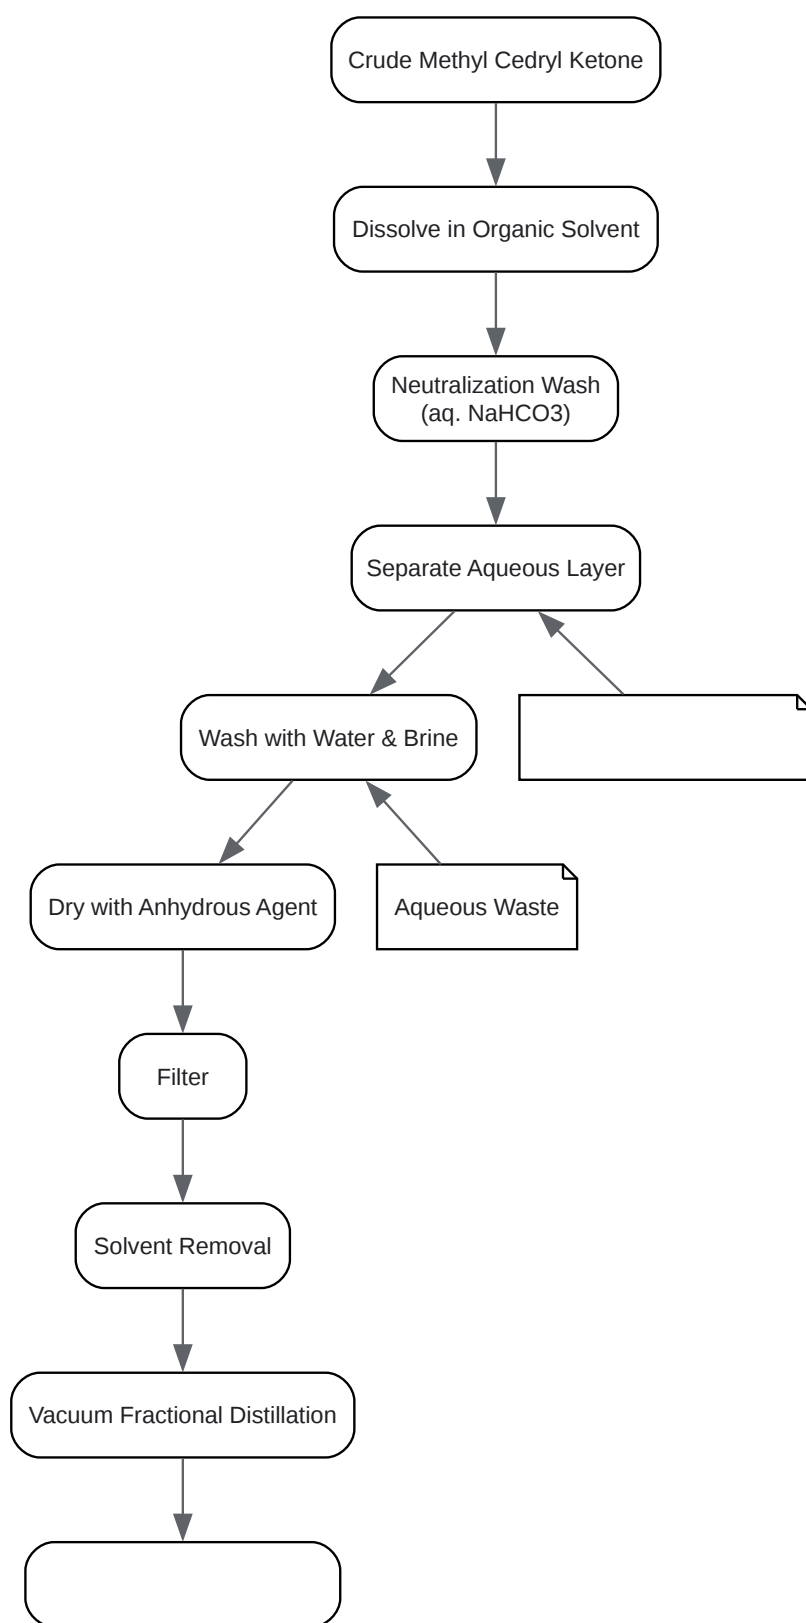 Crude Methyl Cedryl Ketone
Dissolve in Organic Solvent
Neutralization Wash
(aq. NaHCO3)
Separate Aqueous Layer
Wash with Water & Brine
Dry with Anhydrous Agent
Aqueous Waste
Filter
Solvent Removal
Vacuum Fractional Distillation